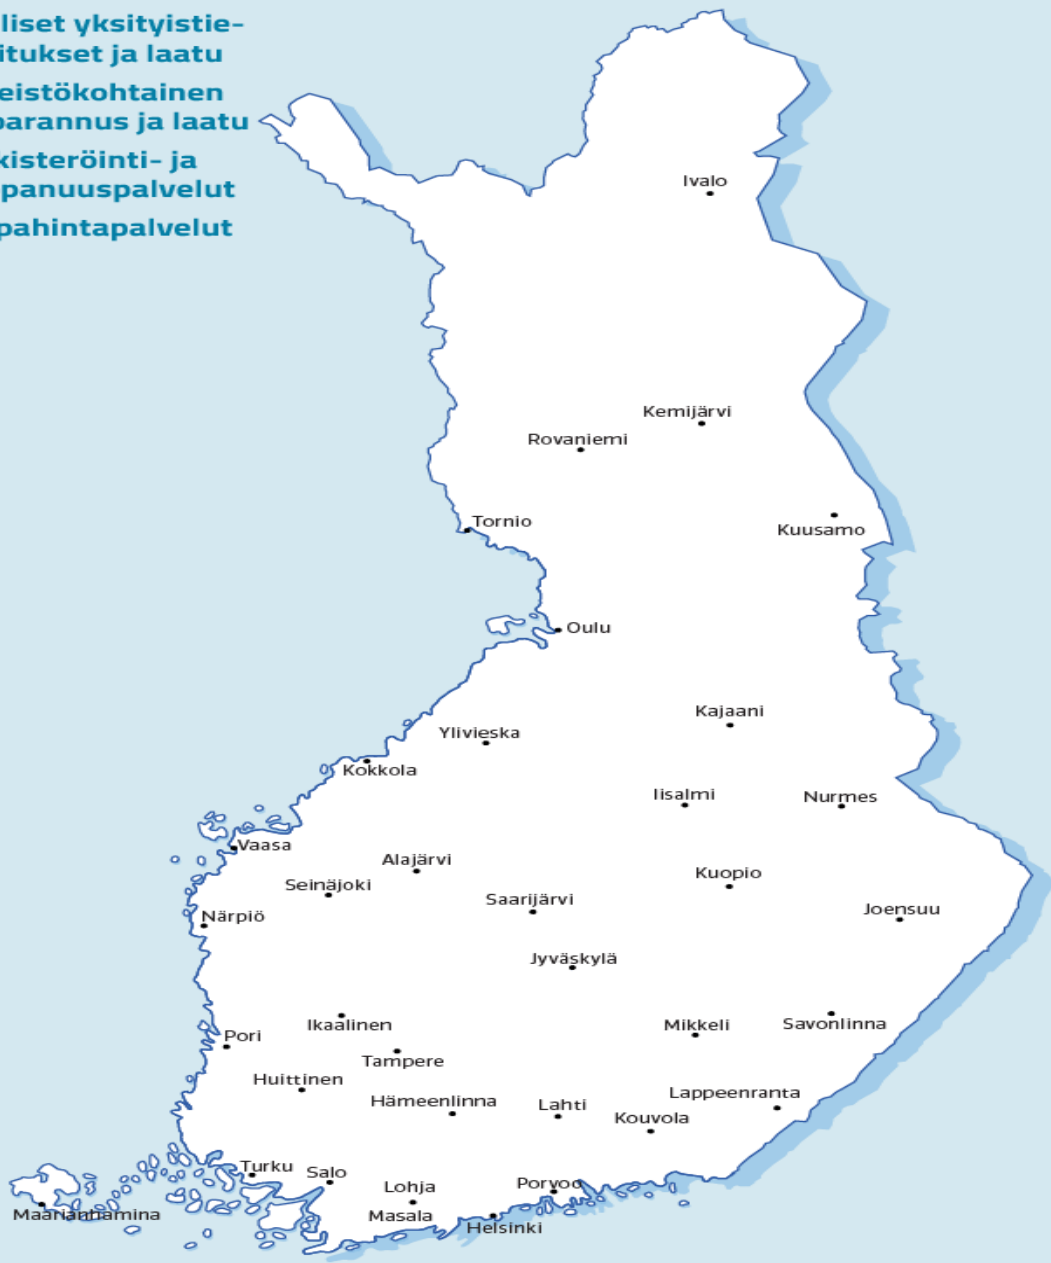 lliset yksityistie-
itukset ja laatu
eistökohtainen
parannus ja laatu
kisteröinti- ja
panuuspalvelut
pahintapalvelut
Ivalo
Kemijärvi
Rovaniemi
Tornio
Kuusamo
Oulu
Kajaani
Ylivieska
Kokkola
Iisalmi
Nurmes
Vaasa
Alajärvi
Kuopio
Seinäjoki
Saarijärvi
Joensuu
Närpiö
Jyväskylä
Ikaalinen
Mikkeli
Savonlinna
Pori
Tampere
Huittinen
Hämeenlinna
Lahti
Lappeenranta
Kouvola
Turku
Salo
Lohja
Porvoo
Maarianhamina
Masala
Helsinki